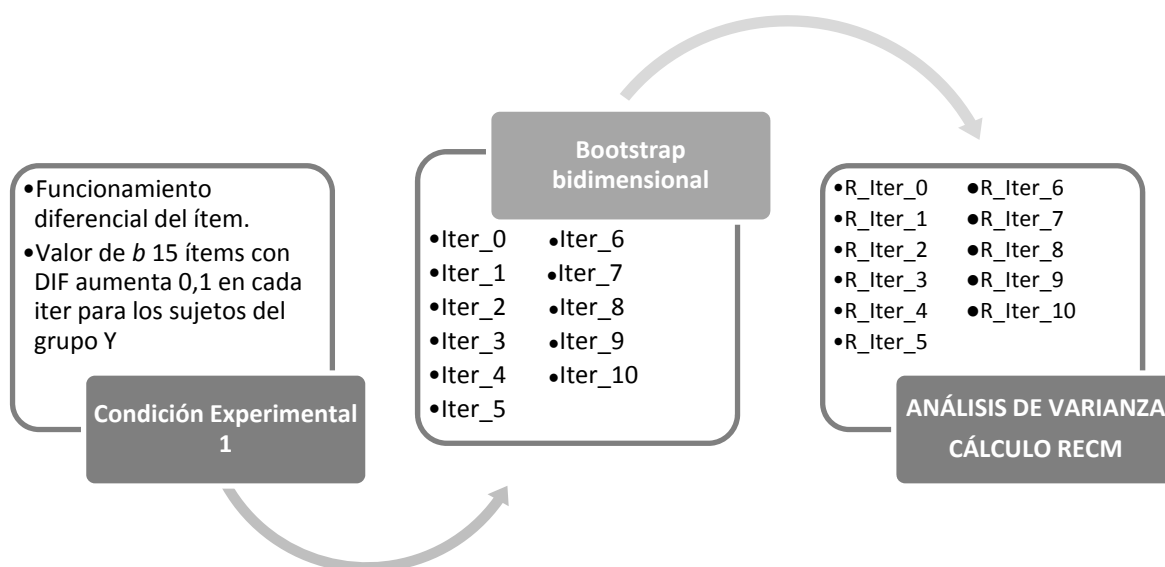 •Funcionamiento
diferencial del ítem.
•Valor de b 15 ítems con
DIF aumenta 0,1 en cada
iter para los sujetos del
grupo Y
Condición Experimental
1
Bootstrap
bidimensional
•Iter_0
•Iter_1
•Iter_2
•Iter_3
•Iter_4
•Iter_5
•Iter_6
•Iter_7
•Iter_8
•Iter_9
•Iter_10
•R_Iter_0
•R_Iter_1
•R_Iter_2
•R_Iter_3
•R_Iter_4
•R_Iter_5
●R_Iter_6
●R_Iter_7
●R_Iter_8
●R_Iter_9
●R_Iter_10
ANÁLISIS DE VARIANZA
CÁLCULO RECM